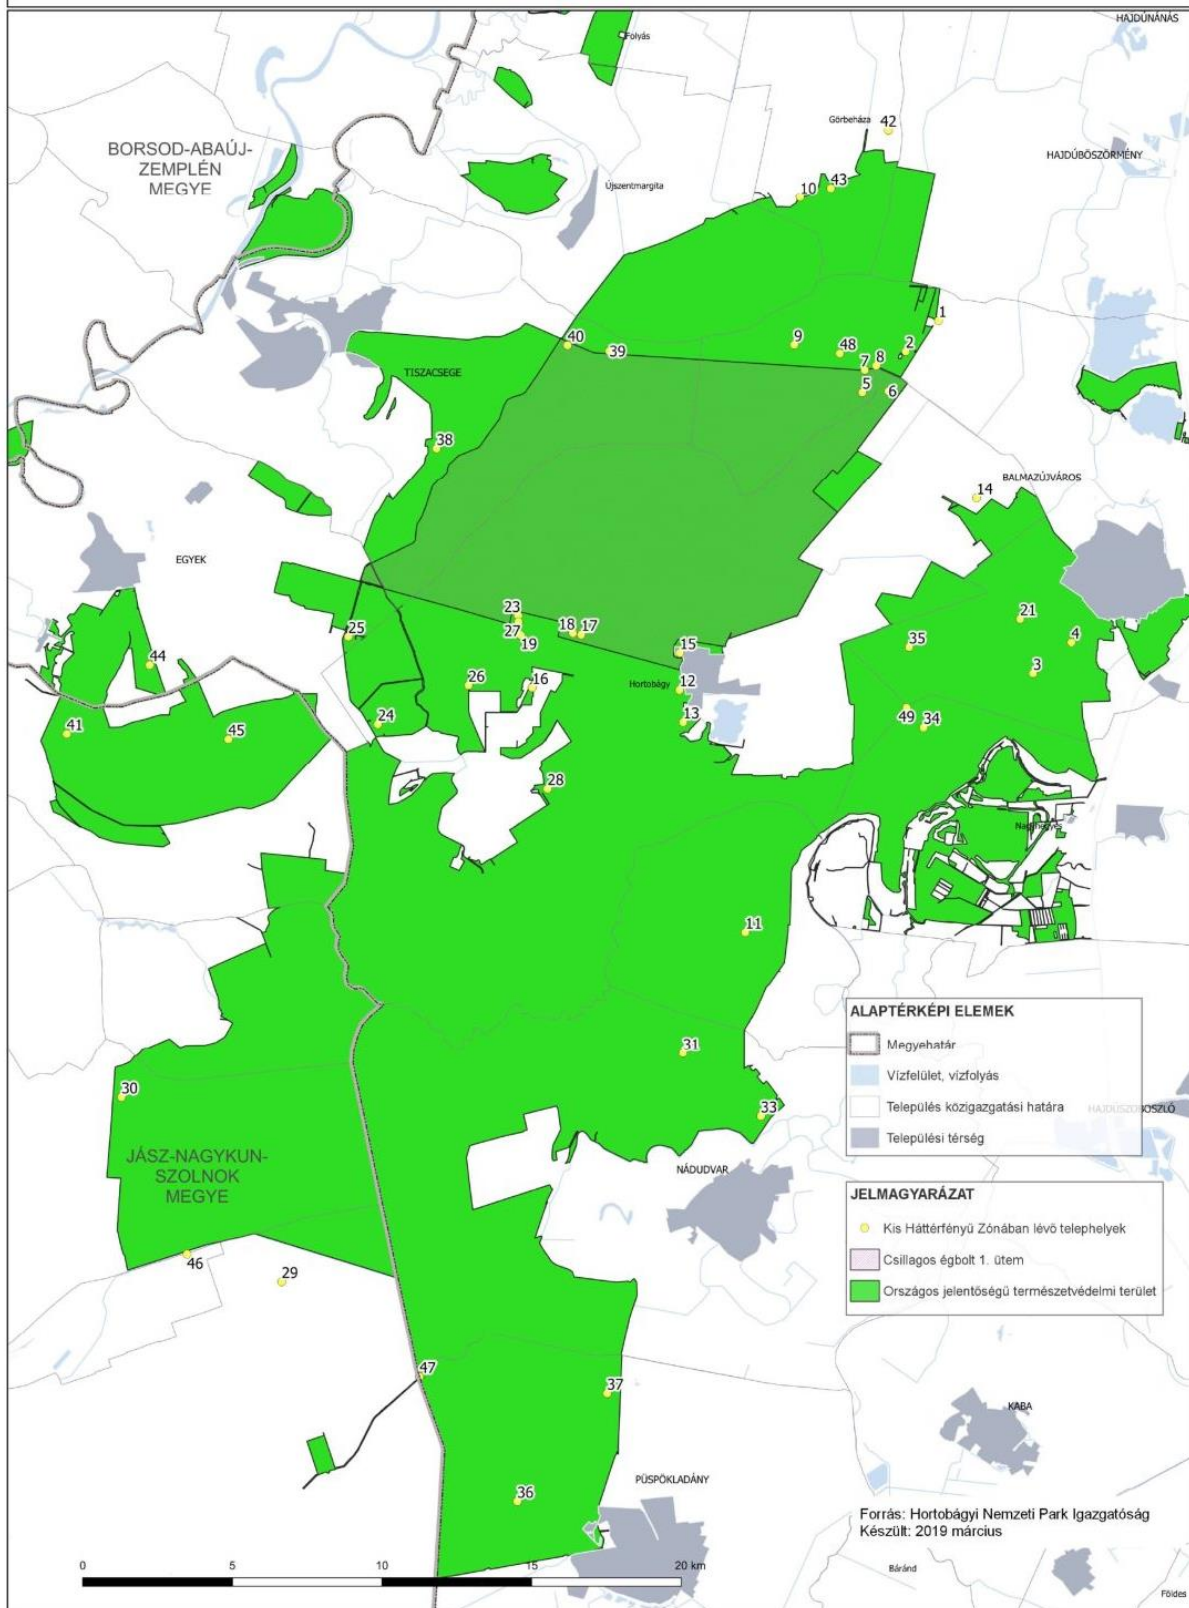 HAJDÚNÁNÁS
Folyás
Görbeháza
42
BORSOD-ABAÚJ-
ZEMPLÉN
MEGYE
HAJDÚBÖSZÖRMÉNY
Újszentmargita
10
43
1
40
39
9
48
2
7
8
5
6
TISZACSEGE
38
14
BALMAZÚJVÁROS
EGYEK
23
27
19
18
17
25
21
4
35
15
44
3
26
16
Hortobágy
12
49
34
24
13
41
45
28
Nagyhegyes
11
31
30
33
ALAPTÉRKÉPI ELEMEK
Megyehatár
Vízfelület, vízfolyás
Település közigazgatási határa
HAJDÚSZOBOSZLÓ
Települési térség
JÁSZ-NAGYKUN-
SZOLNOK
MEGYE
NÁDUDVAR
JELMAGYARÁZAT
Kis Háttérfényű Zónában lévő telephelyek
Csillagos égbolt 1. ütem
Országos jelentőségű természetvédelmi terület
46
29
47
37
KABA
PÜSPÖKLADÁNY
36
Forrás: Hortobágyi Nemzeti Park Igazgatóság
Készült: 2019 március
0 5 10 15 20 km
Báránd
Földes